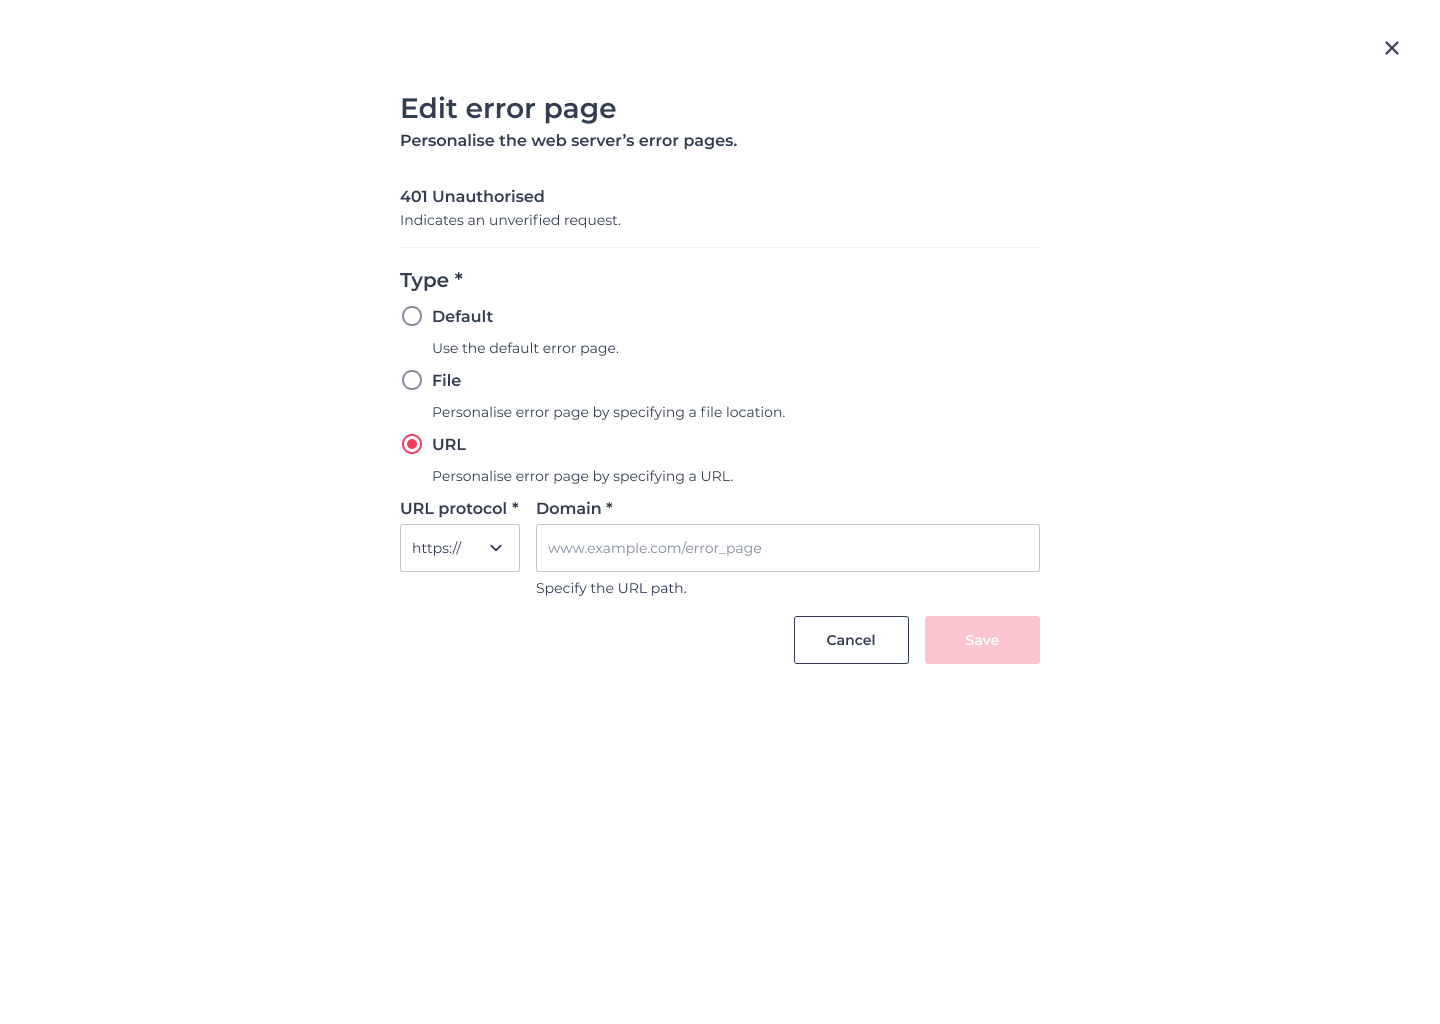 Edit error page
Personalise the web server’s error pages.
401 Unauthorised
Indicates an unverified request.
Type *
Default
Use the default error page.
File
Personalise error page by specifying a file location.
URL
Personalise error page by specifying a URL.
URL protocol * Domain *
https:// www.example.com/error_page
Specify the URL path.
Cancel Save